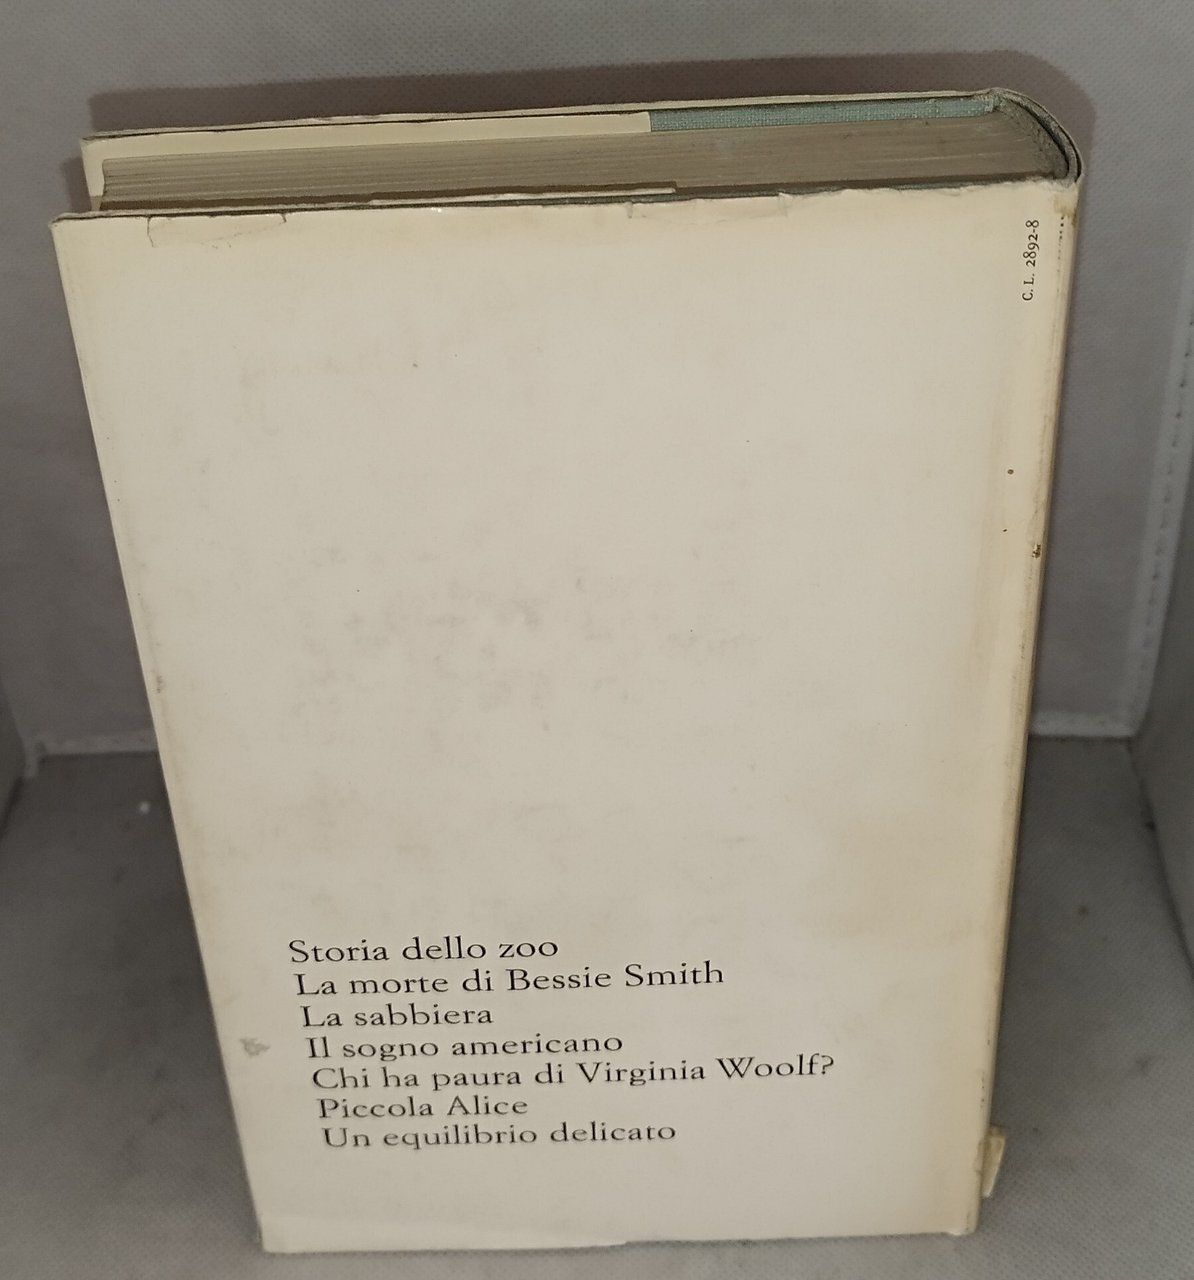 C. L. 2892-8
Storia dello zoo
La morte di Bessie Smith
La sabbiera
Il sogno americano
Chi ha paura di Virginia Woolf?
Piccola Alice
Un equilibrio delicato